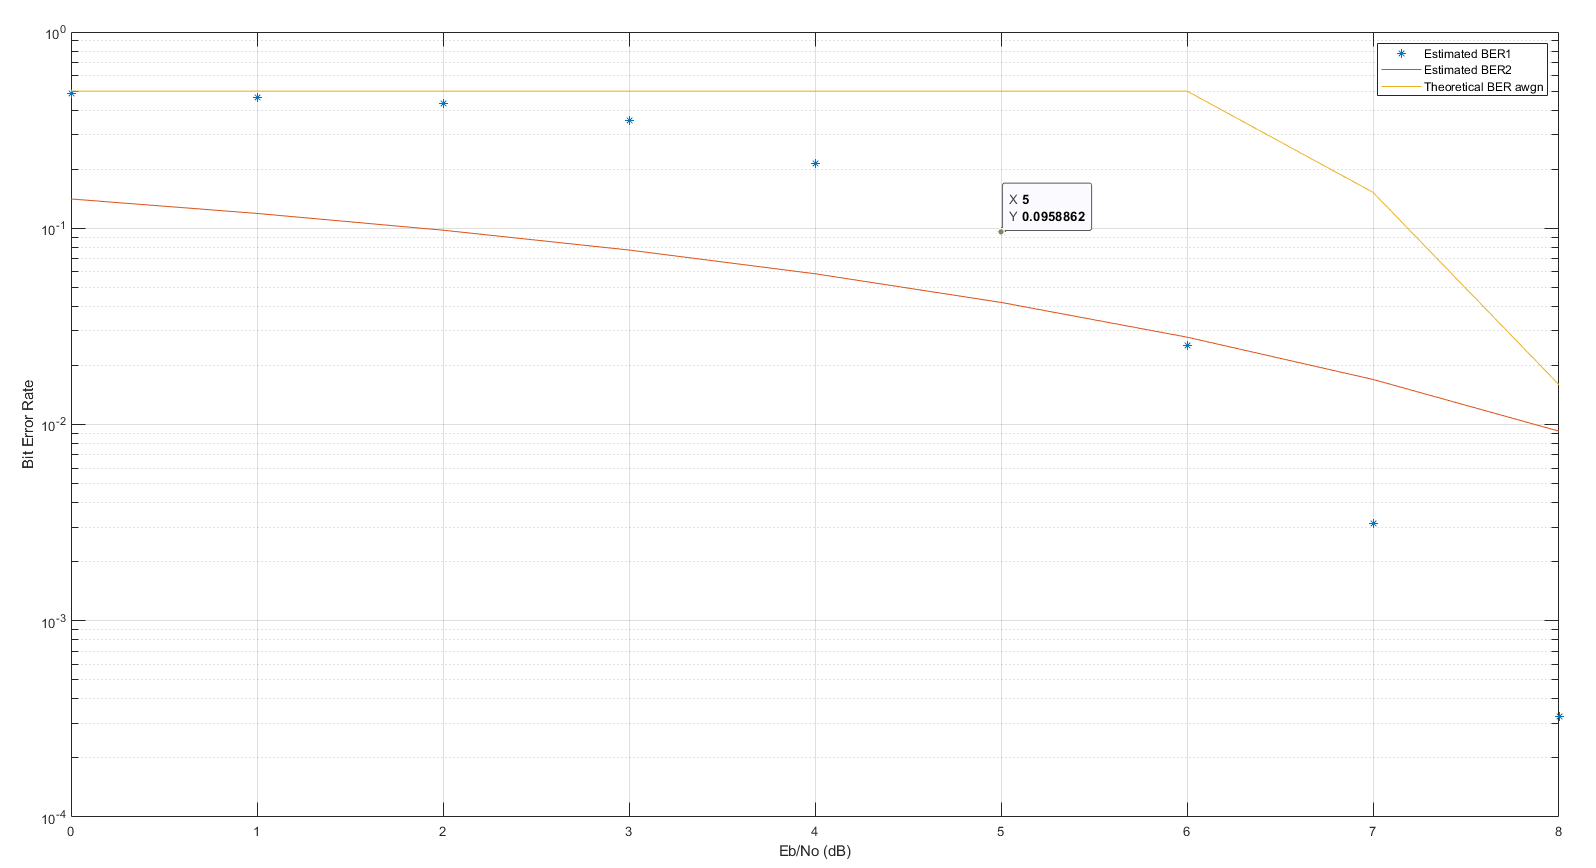 10^0
10^-1
10^-2
10^-3
10^-4
Bit Error Rate
Estimated BER1
Estimated BER2
Theoretical BER awgn
X 5
Y 0.0958862
0 1 2 3 4 5 6 7 8
Eb/No (dB)